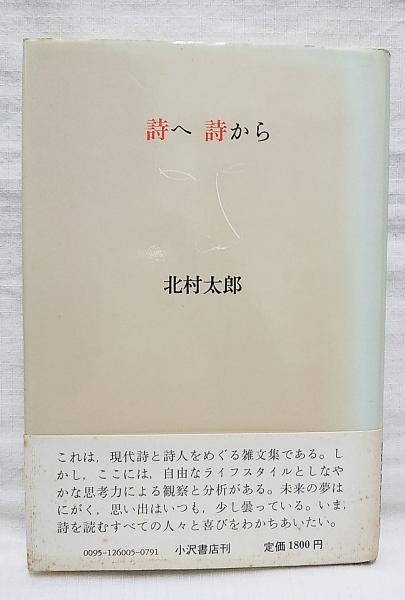 詩へ 詩から
北村太郎
これは，現代詩と詩人をめぐる雑文集である。し
かし，ここには，自由なライフスタイルとしなや
かな思考力による観察と分析がある。未来の夢は
にがく，思い出はいつも，少し曇っている。いま，
詩を読むすべての人々と喜びをわかちあいたい。
0095-126005-0791 小沢書店刊 定価1800円